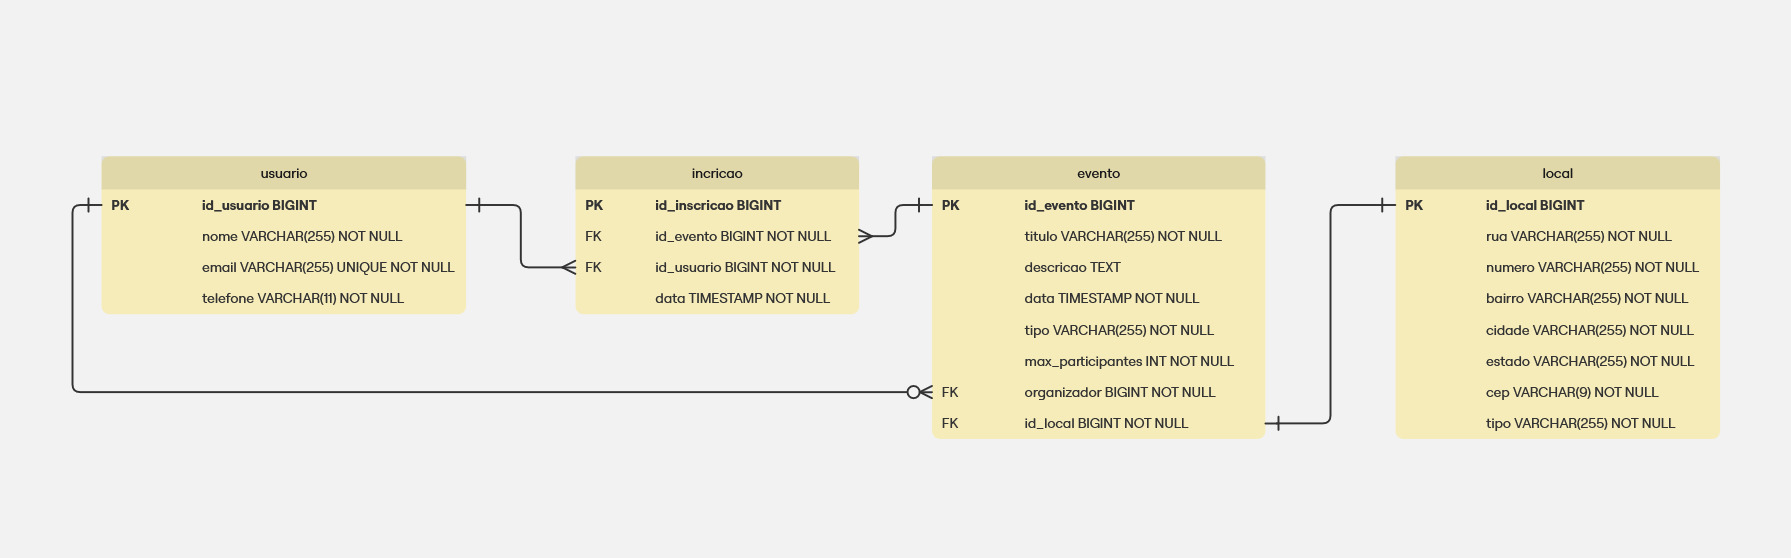 usuario
PK id_usuario BIGINT
nome VARCHAR(255) NOT NULL
email VARCHAR(255) UNIQUE NOT NULL
telefone VARCHAR(11) NOT NULL
incricao
PK id_inscricao BIGINT
FK id_evento BIGINT NOT NULL
FK id_usuario BIGINT NOT NULL
data TIMESTAMP NOT NULL
evento
PK id_evento BIGINT
titulo VARCHAR(255) NOT NULL
descricao TEXT
data TIMESTAMP NOT NULL
tipo VARCHAR(255) NOT NULL
max_participantes INT NOT NULL
FK organizador BIGINT NOT NULL
FK id_local BIGINT NOT NULL
local
PK id_local BIGINT
rua VARCHAR(255) NOT NULL
numero VARCHAR(255) NOT NULL
bairro VARCHAR(255) NOT NULL
cidade VARCHAR(255) NOT NULL
estado VARCHAR(255) NOT NULL
cep VARCHAR(9) NOT NULL
tipo VARCHAR(255) NOT NULL